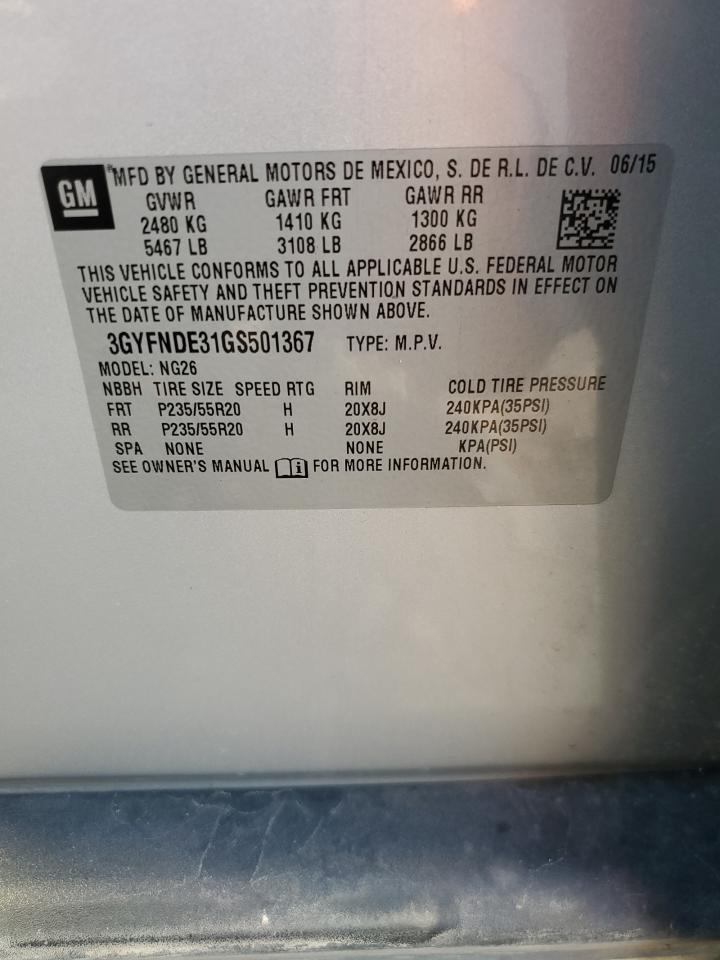 GM
MFD BY GENERAL MOTORS DE MEXICO, S. DE R.L. DE C.V. 06/15
GVWR GAWR FRT GAWR RR
2480 KG 1410 KG 1300 KG
5467 LB 3108 LB 2866 LB
THIS VEHICLE CONFORMS TO ALL APPLICABLE U.S. FEDERAL MOTOR
VEHICLE SAFETY AND THEFT PREVENTION STANDARDS IN EFFECT ON
THE DATE OF MANUFACTURE SHOWN ABOVE.
3GYFNDE31GS501367 TYPE: M.P.V.
MODEL: NG26
NBBH TIRE SIZE SPEED RTG RIM COLD TIRE PRESSURE
FRT P235/55R20 H 20X8J 240KPA(35PSI)
RR P235/55R20 H 20X8J 240KPA(35PSI)
SPA NONE NONE KPA(PSI)
SEE OWNER'S MANUAL FOR MORE INFORMATION.